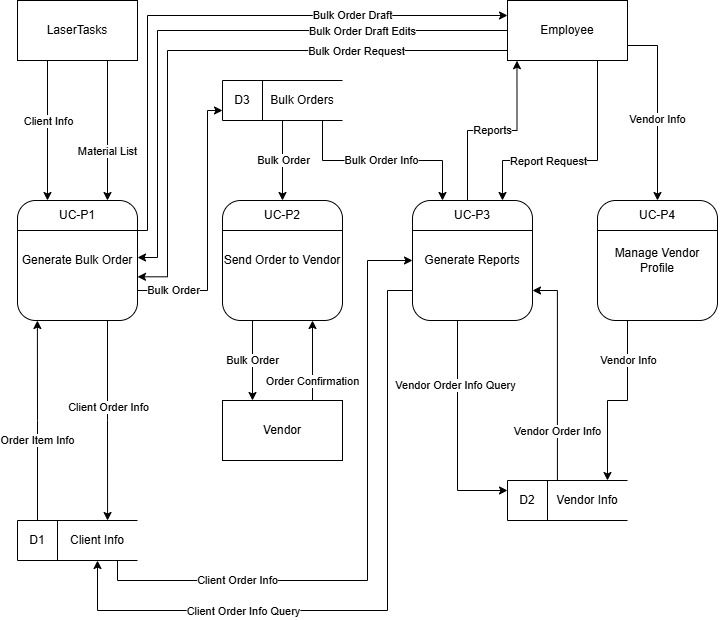 LaserTasks
Bulk Order Draft
Bulk Order Draft Edits
Bulk Order Request
Employee
D3
Bulk Orders
Client Info
Material List
Bulk Order
Bulk Order Info
Reports
Report Request
Vendor Info
UC-P1
Generate Bulk Order
UC-P2
Send Order to Vendor
UC-P3
Generate Reports
UC-P4
Manage Vendor
Profile
Bulk Order
Bulk Order
Order Confirmation
Vendor Order Info Query
Vendor Info
Client Order Info
Order Item Info
Vendor
Vendor Order Info
D2
Vendor Info
D1
Client Info
Client Order Info
Client Order Info Query